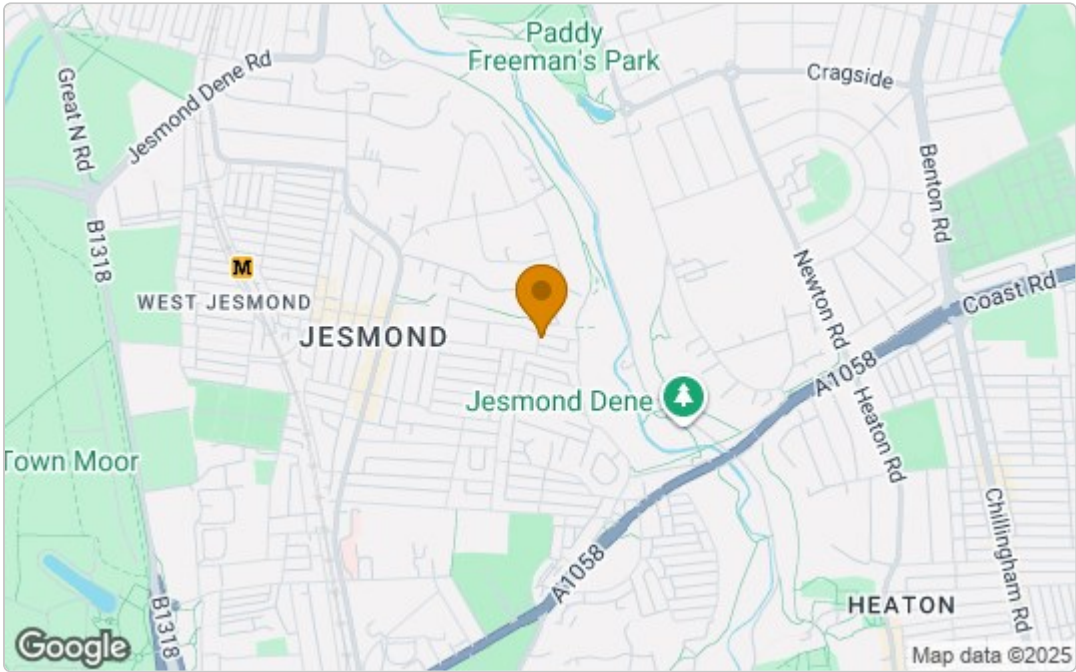 Paddy
Freeman's Park
Cragside
Jesmond Dene Rd
Great N Rd
Benton Rd
B1318
M
WEST JESMOND
JESMOND
Newton Rd
Coast Rd
A1058
Jesmond Dene
Heaton Rd
Town Moor
Chillingham Rd
A1058
B1318
HEATON
Google
Map data ©2025